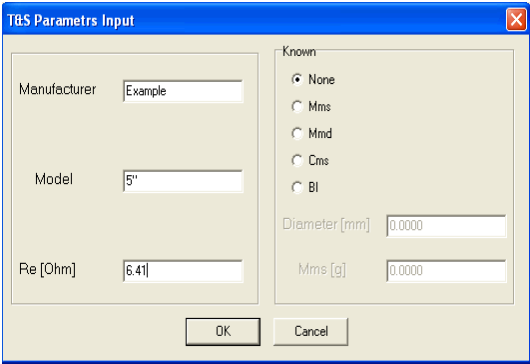 T&S Parametrs Input
Manufacturer
Example
Model
5"
Re [Ohm]
6.41
Known
None
Mms
Mmd
Cms
Bl
Diameter [mm]
0.0000
Mms [g]
0.0000
OK
Cancel